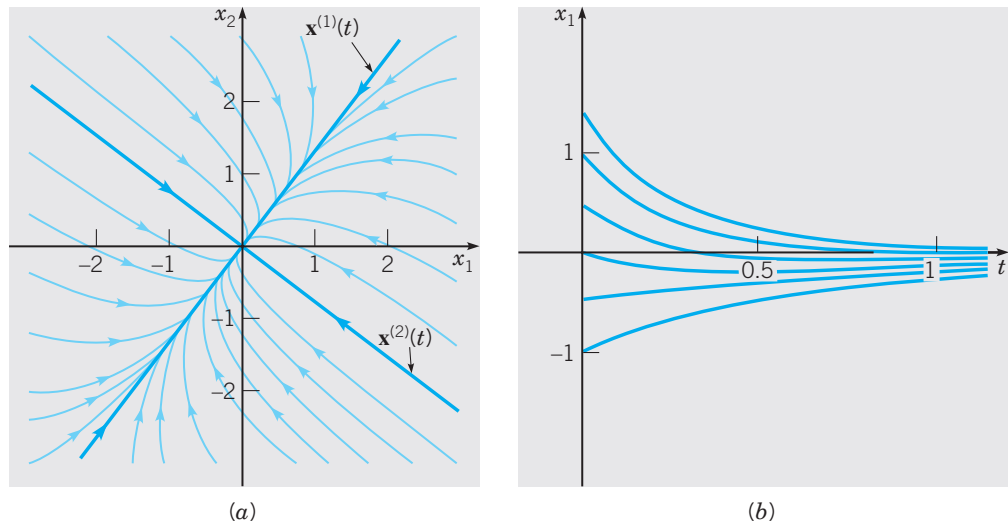 x₂
x⁽¹⁾(t)
2
1
–2
–1
1
2
x₁
–1
–2
x⁽²⁾(t)
(a)
x₁
1
0.5
1
t
–1
(b)